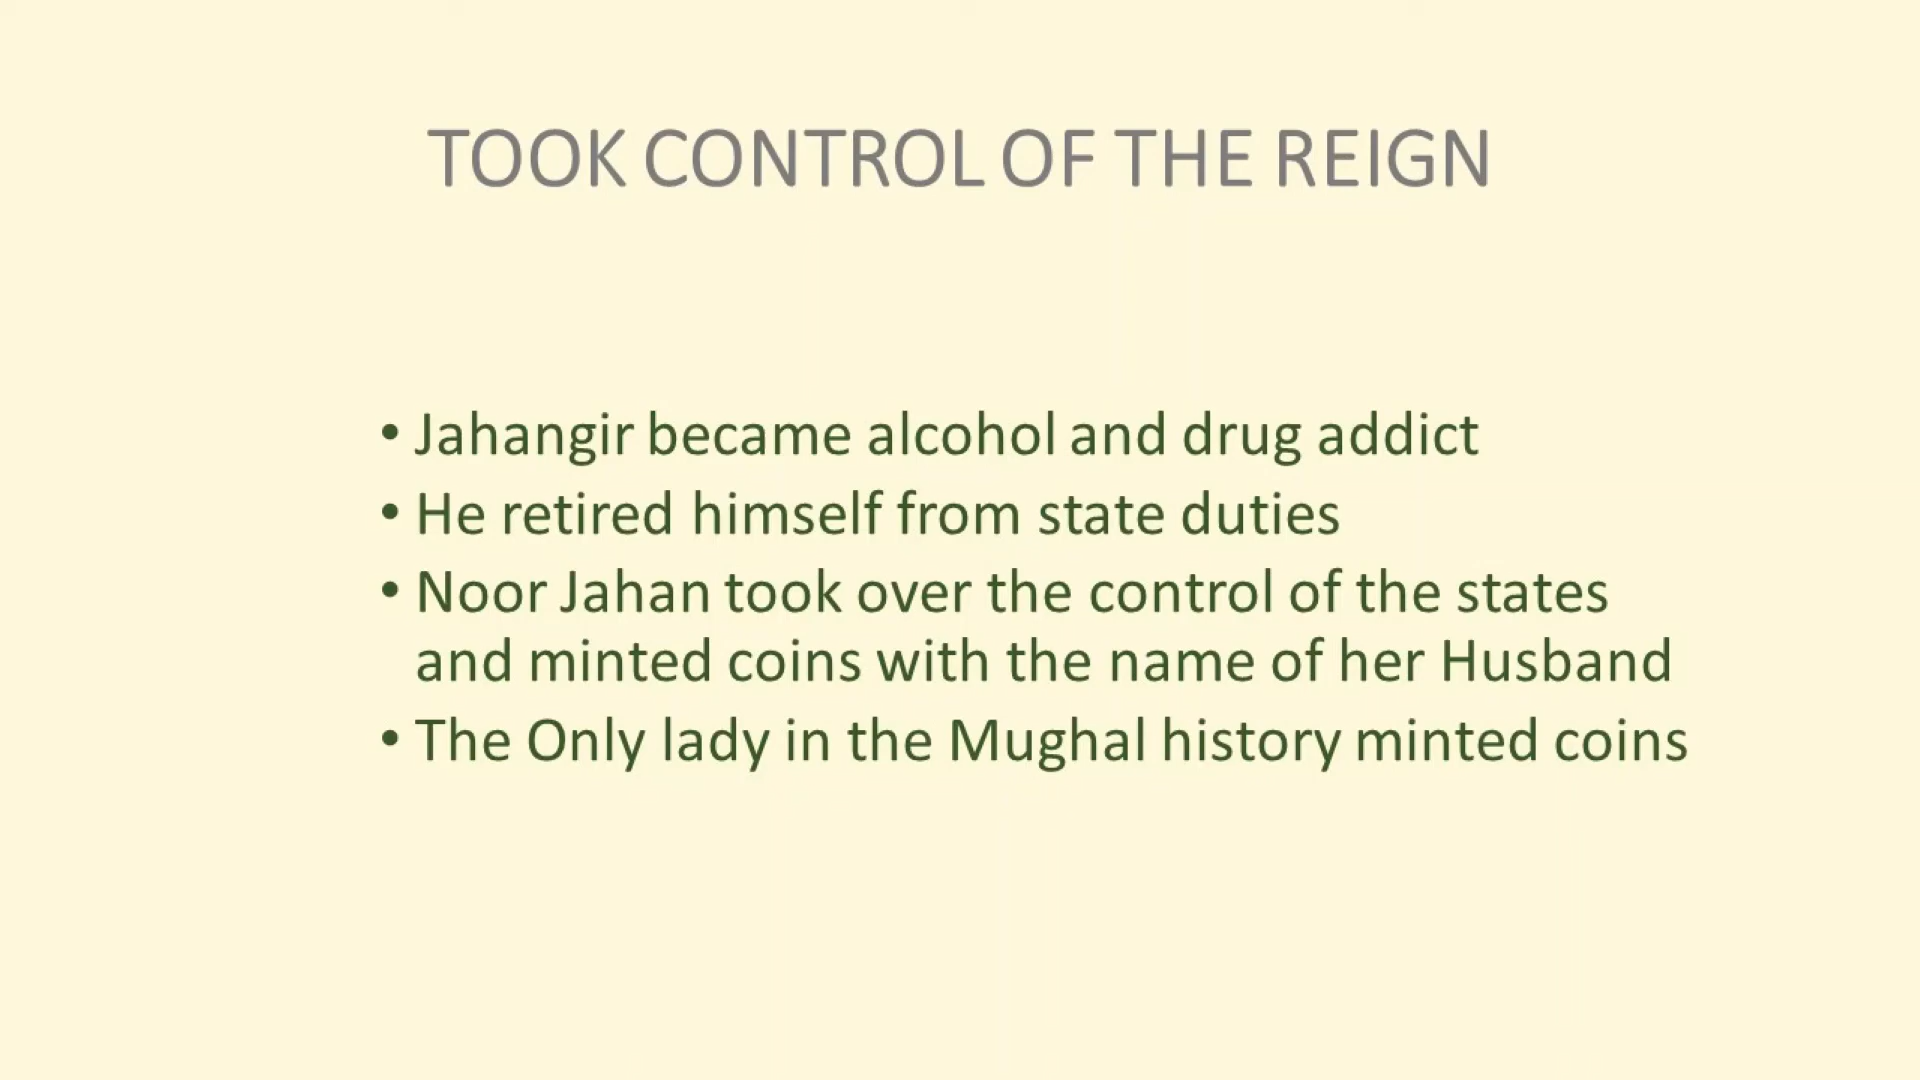 TOOK CONTROL OF THE REIGN
• Jahangir became alcohol and drug addict
• He retired himself from state duties
• Noor Jahan took over the control of the states
and minted coins with the name of her Husband
• The Only lady in the Mughal history minted coins